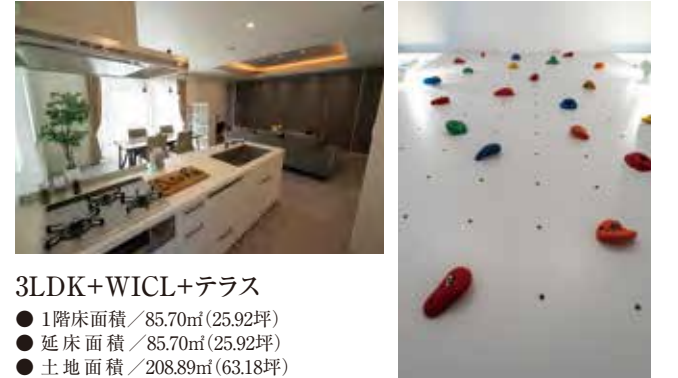 3LDK+WICL+テラス
● 1階床面積／85.70㎡(25.92坪)
● 延床面積／85.70㎡(25.92坪)
● 土地面積／208.89㎡(63.18坪)